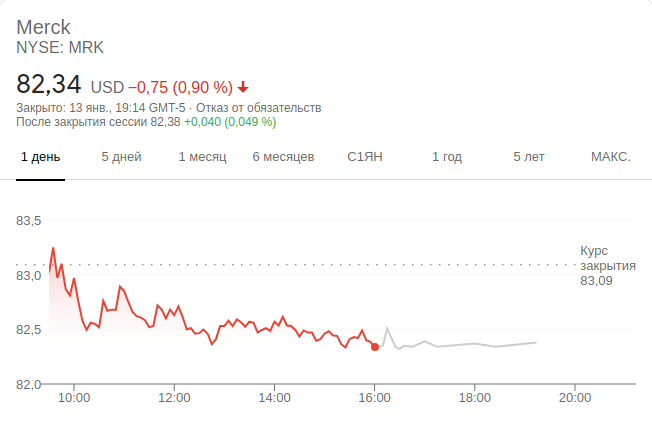 Merck
NYSE: MRK
82,34 USD −0,75 (0,90 %)
Закрыто: 13 янв., 19:14 GMT-5 · Отказ от обязательств
После закрытия сессии 82,38 +0,040 (0,049 %)
1 день 5 дней 1 месяц 6 месяцев С1ЯН 1 год 5 лет МАКС.
83,5
Курс
закрытия
83,09
83,0
82,5
82,0
10:00 12:00 14:00 16:00 18:00 20:00